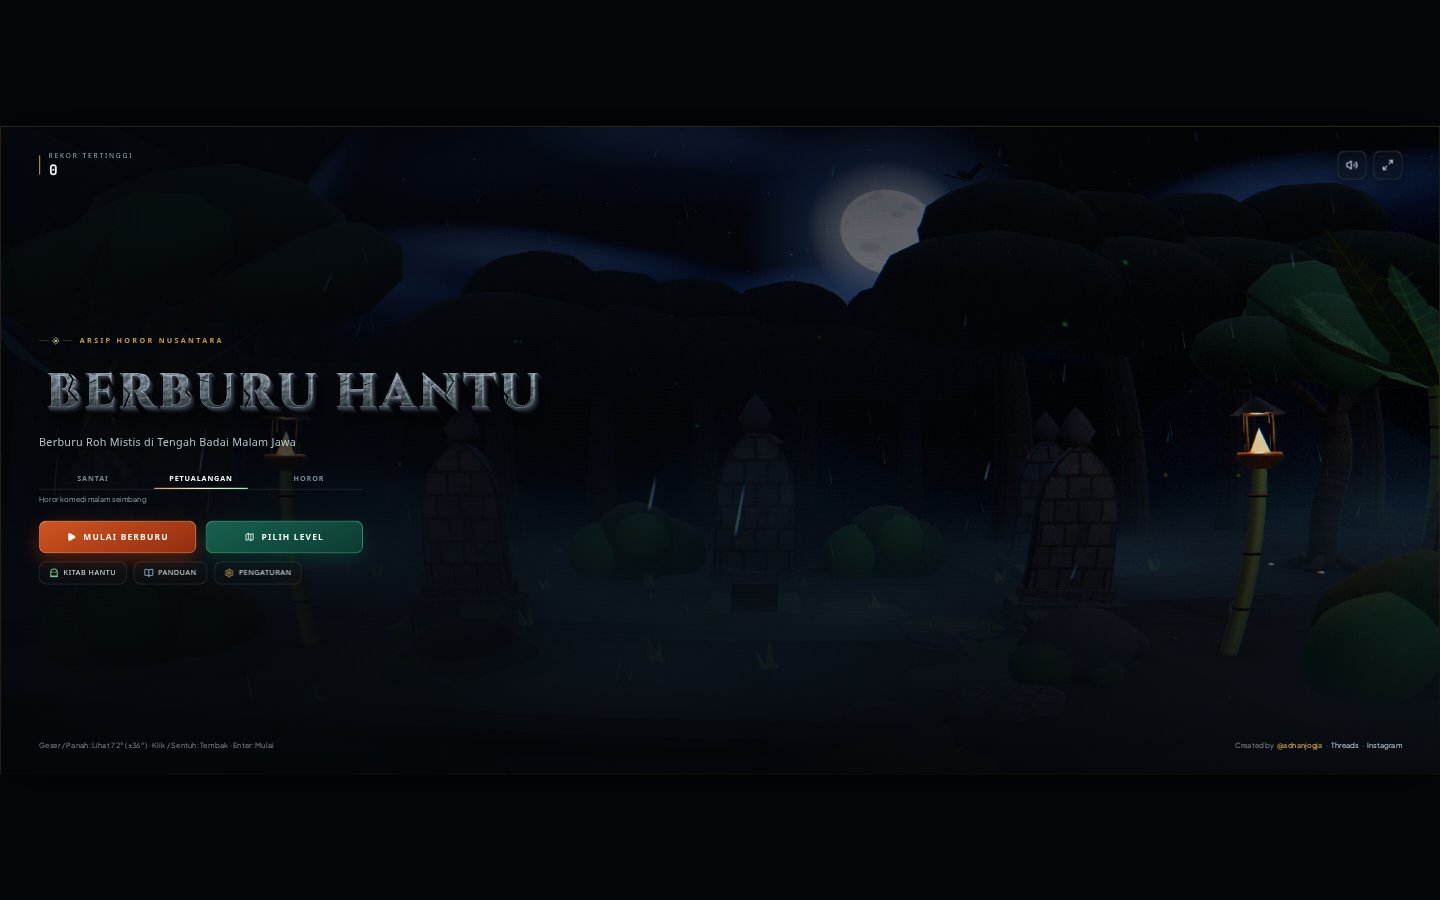 REKOR TERTINGGI
0
ARSIP HOROR NUSANTARA
BERBURU HANTU
Berburu Roh Mistis di Tengah Badai Malam Jawa
SANTAI PETUALANGAN HOROR
Horor komedi malam seimbang
MULAI BERBURU PILIH LEVEL
KITAB HANTU PANDUAN PENGATURAN
Geser / Panah: Lihat 72° (±36°) · Klik / Sentuh: Tembak · Enter: Mulai
Created by @adnanjogja · Threads · Instagram